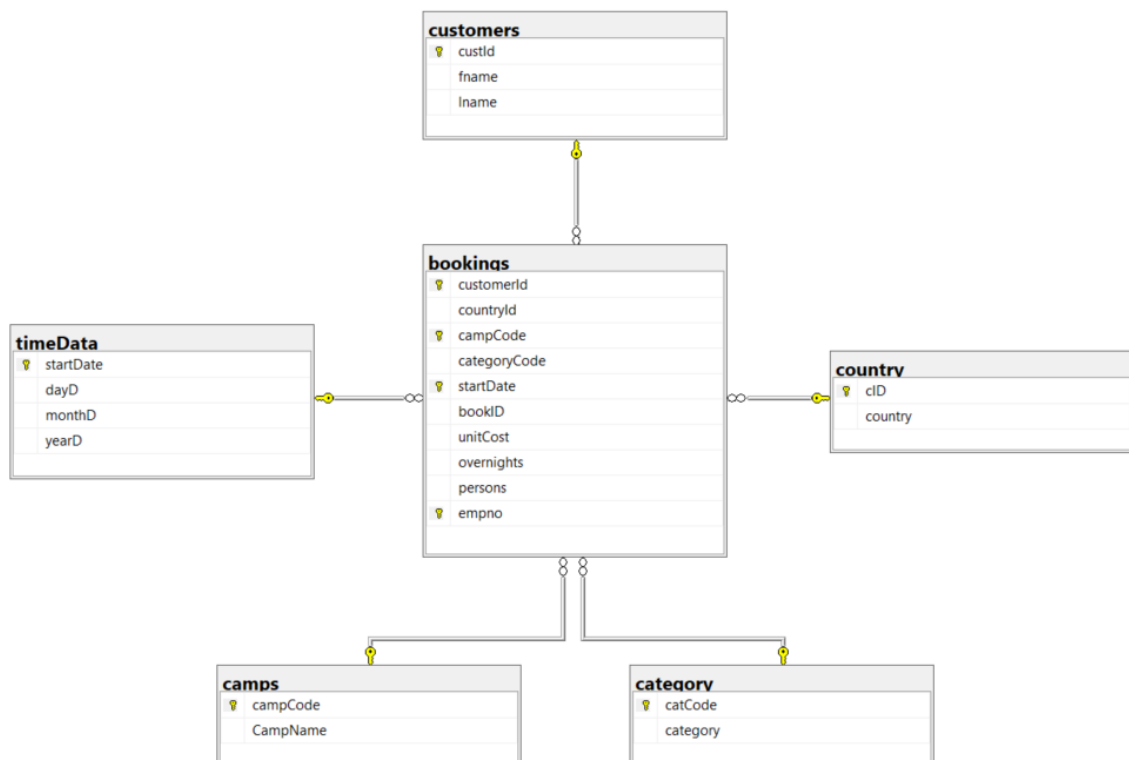 customers
custId
fname
lname
bookings
customerId
countryId
campCode
categoryCode
startDate
bookID
unitCost
overnights
persons
empno
timeData
startDate
dayD
monthD
yearD
country
cID
country
camps
campCode
CampName
category
catCode
category